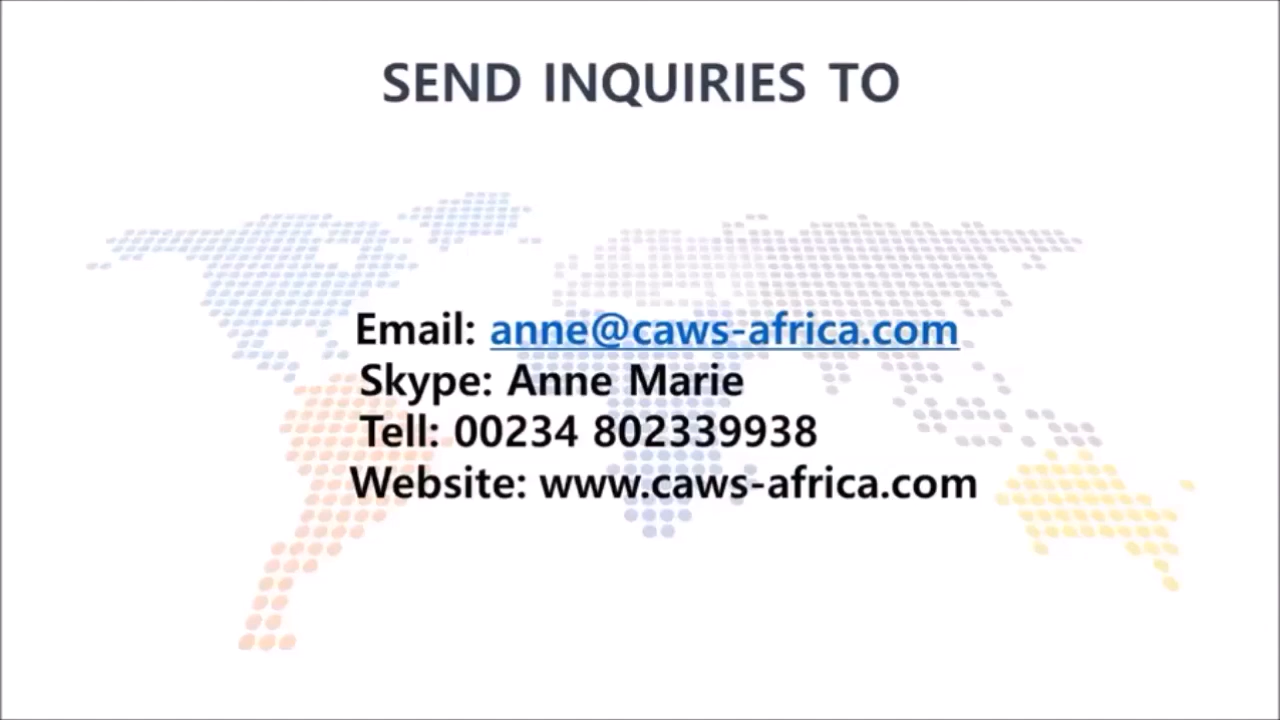 SEND INQUIRIES TO
Email: anne@caws-africa.com
Skype: Anne Marie
Tell: 00234 802339938
Website: www.caws-africa.com